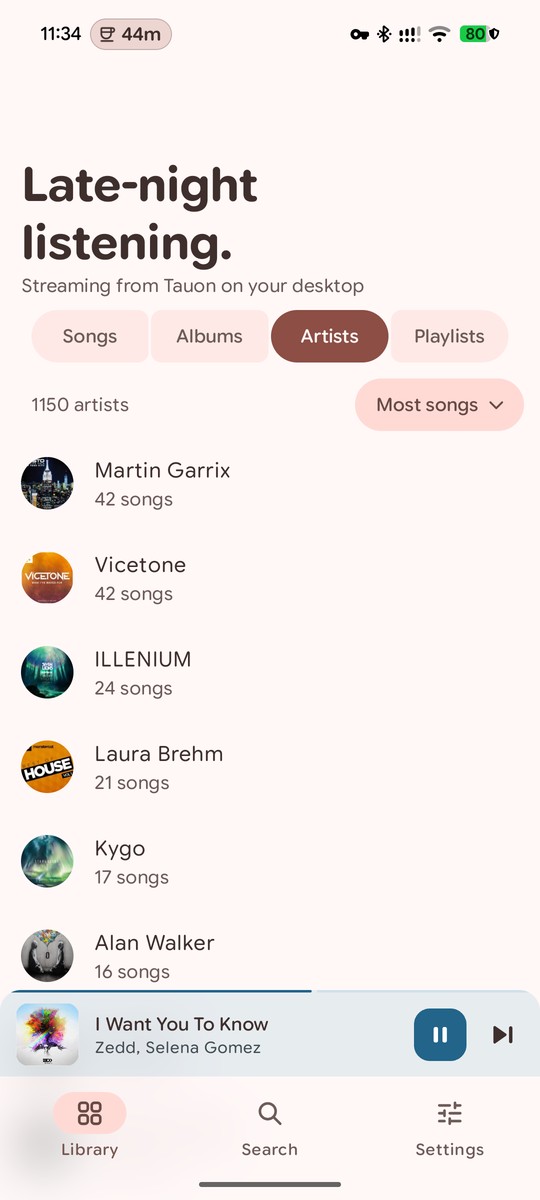 11:34 44m 80
Late-night
listening.
Streaming from Tauon on your desktop
Songs Albums Artists Playlists
1150 artists Most songs
Martin Garrix
42 songs
VICETONE
Vicetone
42 songs
ILLENIUM
24 songs
HOUSE
Laura Brehm
21 songs
Kygo
17 songs
Alan Walker
16 songs
I Want You To Know
Zedd, Selena Gomez
Library Search Settings